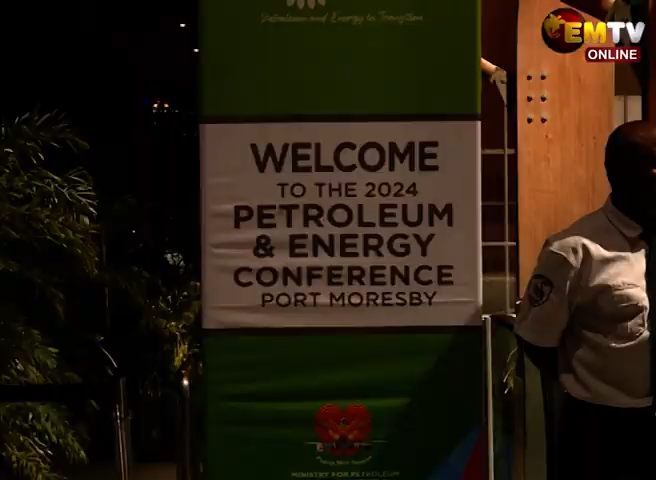 Petroleum and Energy in Transition
EMTV
ONLINE
WELCOME
TO THE 2024
PETROLEUM
& ENERGY
CONFERENCE
PORT MORESBY
MINISTRY FOR PETROLEUM